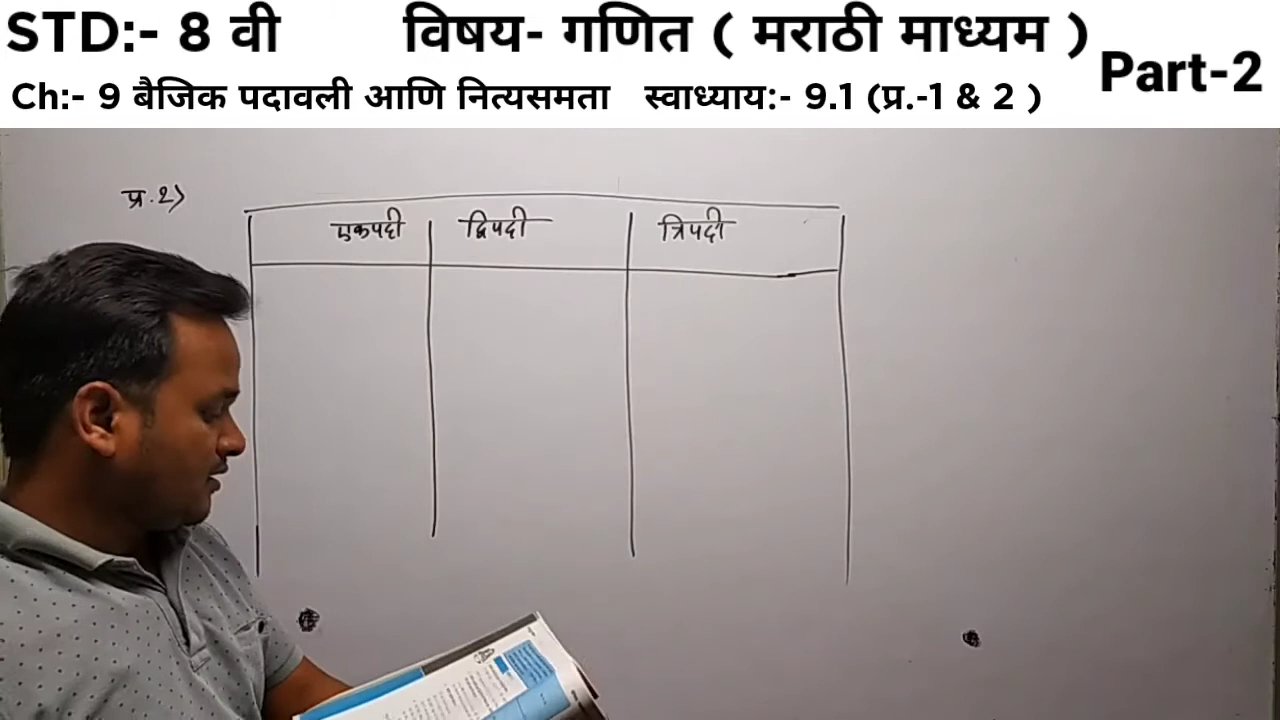 STD:- 8 वी विषय- गणित ( मराठी माध्यम )
Part-2
Ch:- 9 बैजिक पदावली आणि नित्यसमता स्वाध्याय:- 9.1 (प्र.-1 & 2 )
प्र.2)
एकपदी द्विपदी त्रिपदी